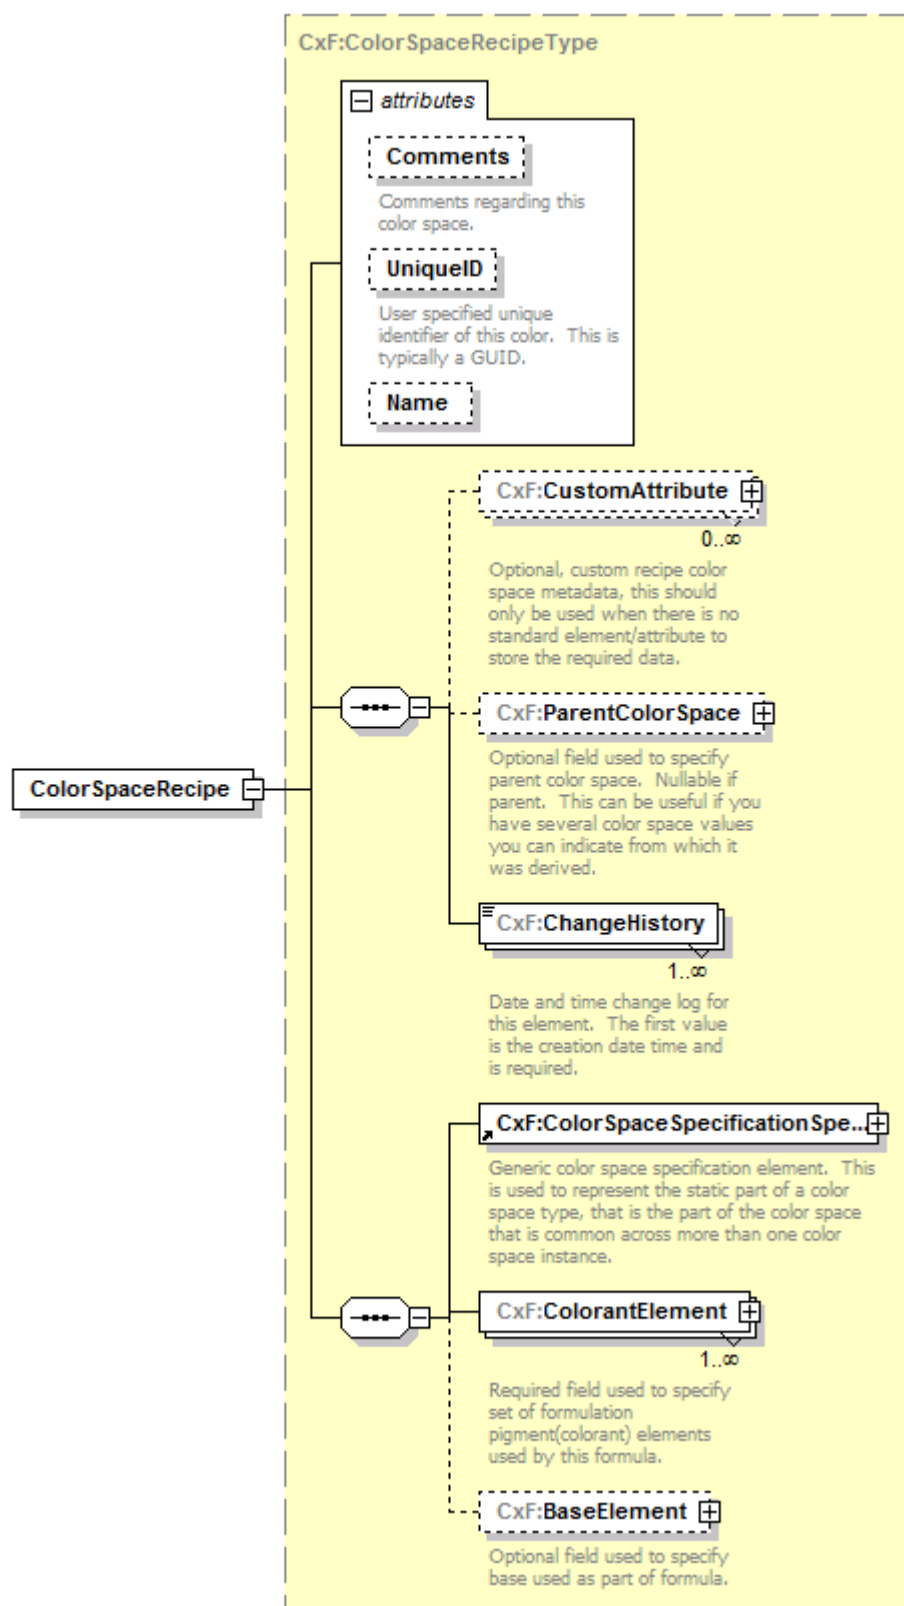 CxF:ColorSpaceRecipeType
attributes
Comments
Comments regarding this
color space.
UniqueID
User specified unique
identifier of this color.  This is
typically a GUID.
Name
CxF:CustomAttribute
0..∞
Optional, custom recipe color
space metadata, this should
only be used when there is no
standard element/attribute to
store the required data.
CxF:ParentColorSpace
Optional field used to specify
parent color space.  Nullable if
parent.  This can be useful if you
have several color space values
you can indicate from which it
was derived.
ColorSpaceRecipe
CxF:ChangeHistory
1..∞
Date and time change log for
this element.  The first value
is the creation date time and
is required.
CxF:ColorSpaceSpecificationSpe...
Generic color space specification element.  This
is used to represent the static part of a color
space type, that is the part of the color space
that is common across more than one color
space instance.
CxF:ColorantElement
1..∞
Required field used to specify
set of formulation
pigment(colorant) elements
used by this formula.
CxF:BaseElement
Optional field used to specify
base used as part of formula.